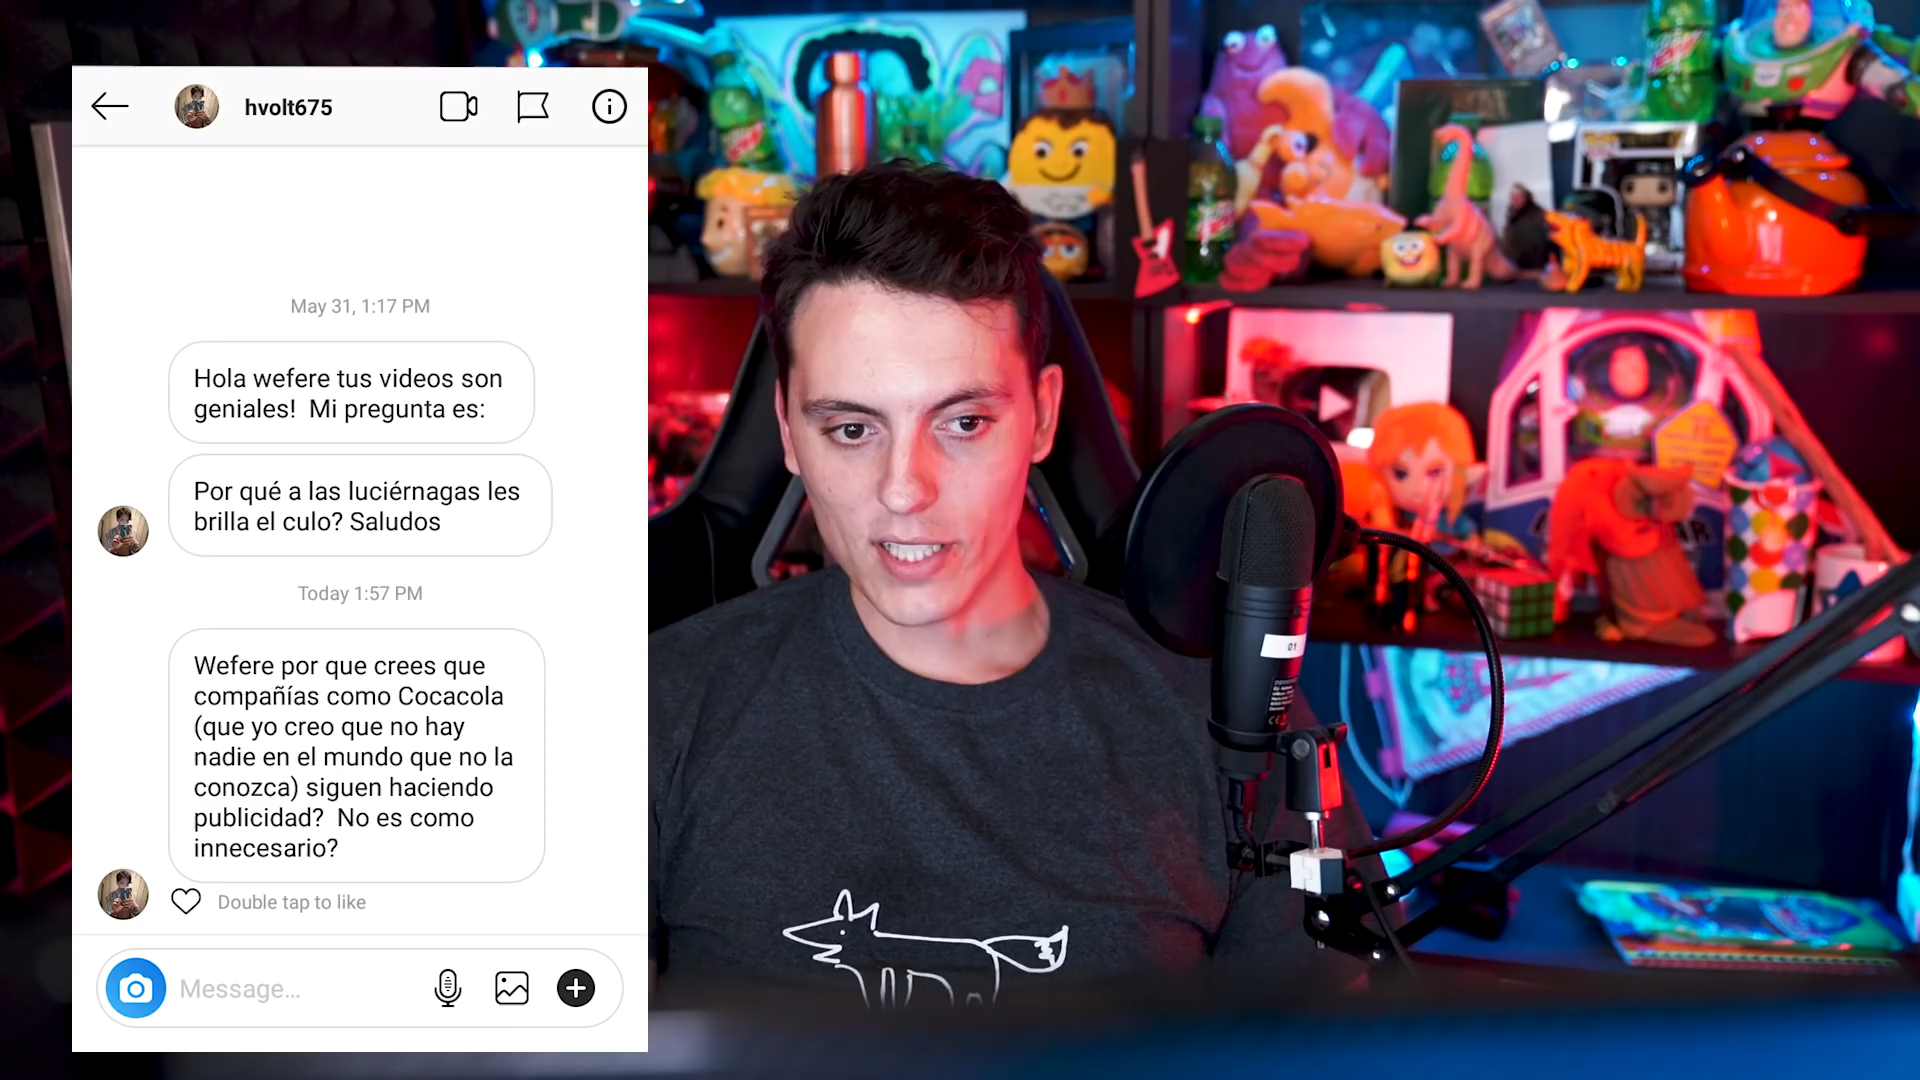 hvolt675
May 31, 1:17 PM
Hola wefere tus videos son
geniales!  Mi pregunta es:
Por qué a las luciérnagas les
brilla el culo? Saludos
Today 1:57 PM
Wefere por que crees que
compañías como Cocacola
(que yo creo que no hay
nadie en el mundo que no la
conozca) siguen haciendo
publicidad?  No es como
innecesario?
Double tap to like
Message...
01